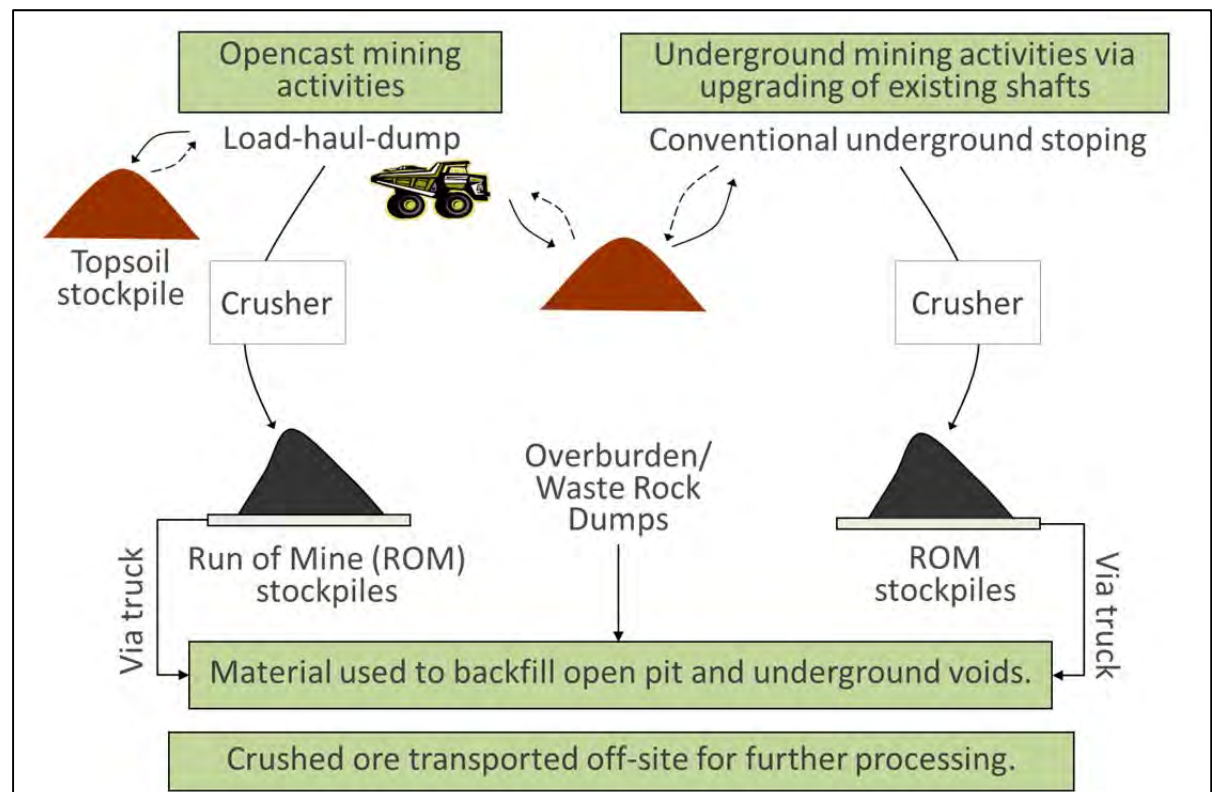 Opencast mining
activities
Underground mining activities via
upgrading of existing shafts
Load-haul-dump
Conventional underground stoping
Topsoil
stockpile
Crusher
Crusher
Overburden/
Waste Rock
Dumps
Run of Mine (ROM)
stockpiles
ROM
stockpiles
Via truck
Via truck
Material used to backfill open pit and underground voids.
Crushed ore transported off-site for further processing.